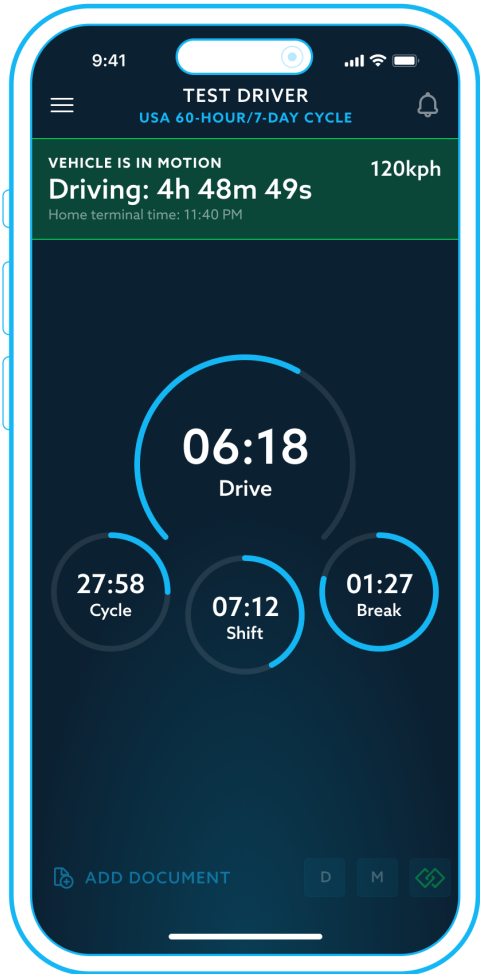 9:41
TEST DRIVER
USA 60-HOUR/7-DAY CYCLE
VEHICLE IS IN MOTION
120kph
Driving: 4h 48m 49s
Home terminal time: 11:40 PM
06:18
Drive
27:58
Cycle
07:12
Shift
01:27
Break
ADD DOCUMENT
D
M